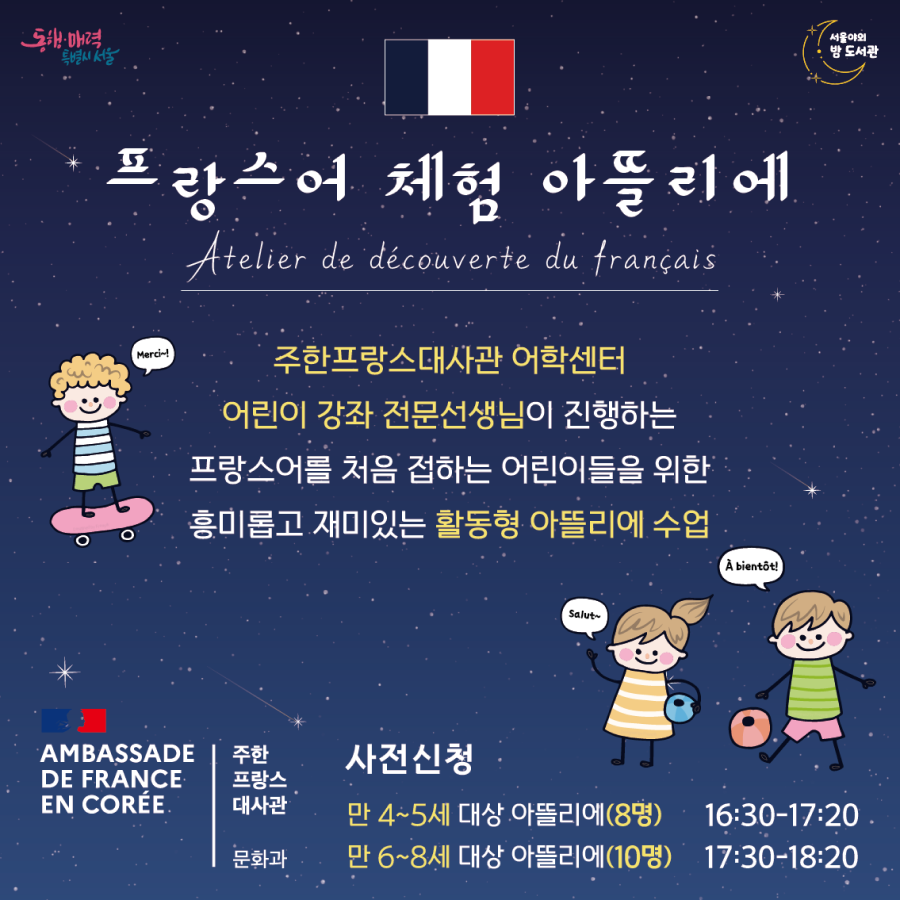 동행·매력
특별시 서울
서울야외
밤 도서관
프랑스어 체험 아뜰리에
Atelier de découverte du français
Merci~!
주한프랑스대사관 어학센터
어린이 강좌 전문선생님이 진행하는
프랑스어를 처음 접하는 어린이들을 위한
흥미롭고 재미있는 활동형 아뜰리에 수업
À bientôt!
Salut~
AMBASSADE
DE FRANCE
EN CORÉE
주한
프랑스
대사관
문화과
사전신청
만 4~5세 대상 아뜰리에(8명) 16:30-17:20
만 6~8세 대상 아뜰리에(10명) 17:30-18:20